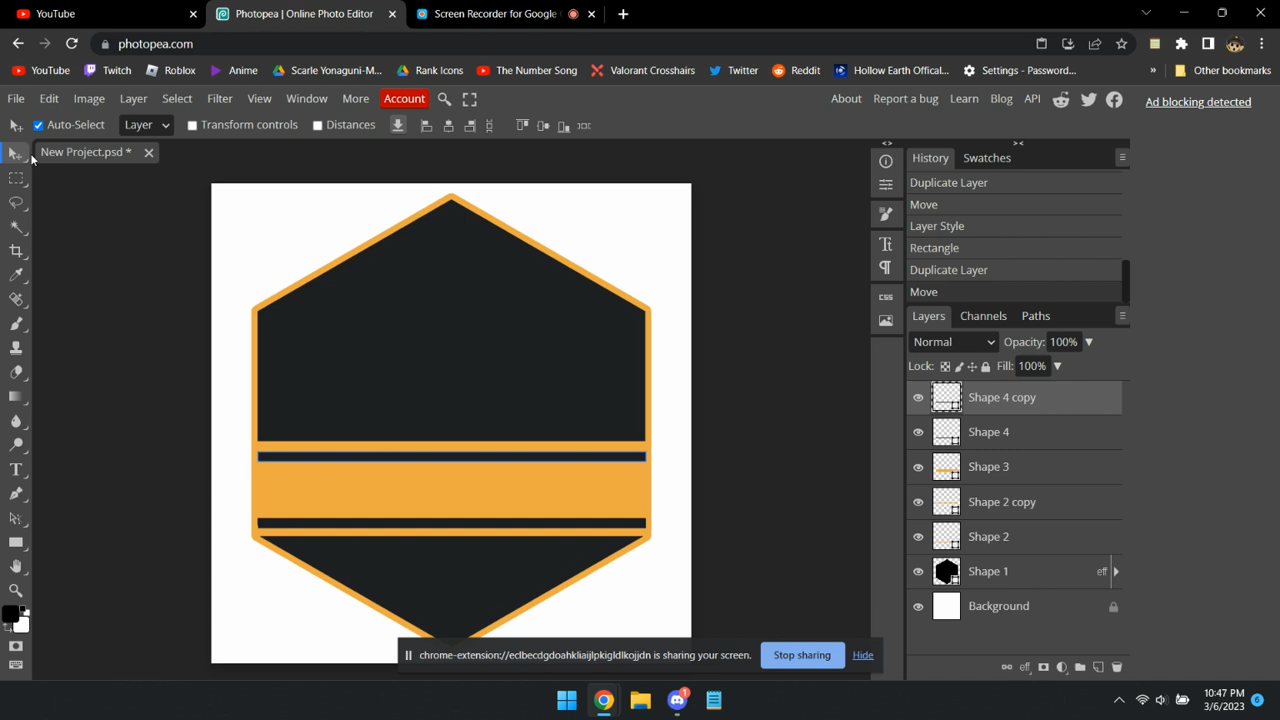 YouTube
Photopea | Online Photo Editor
Screen Recorder for Google
photopea.com
YouTube
Twitch
Roblox
Anime
Scarle Yonaguni-M...
Rank Icons
The Number Song
Valorant Crosshairs
Twitter
Reddit
Hollow Earth Offical...
Settings - Password...
»
Other bookmarks
File Edit Image Layer Select Filter View Window More Account
About Report a bug Learn Blog API
Ad blocking detected
Auto-Select Layer Transform controls Distances
New Project.psd *
< >
> <
History Swatches
Duplicate Layer
Move
Layer Style
Rectangle
Duplicate Layer
Move
Layers Channels Paths
Normal Opacity: 100%
Lock: Fill: 100%
Shape 4 copy
Shape 4
Shape 3
Shape 2 copy
Shape 2
Shape 1 eff
Background
CSS
eff
chrome-extension://eclbecdgdoahkliaijlpkigldlkojjdn is sharing your screen. Stop sharing Hide
1
10:47 PM
3/6/2023
6